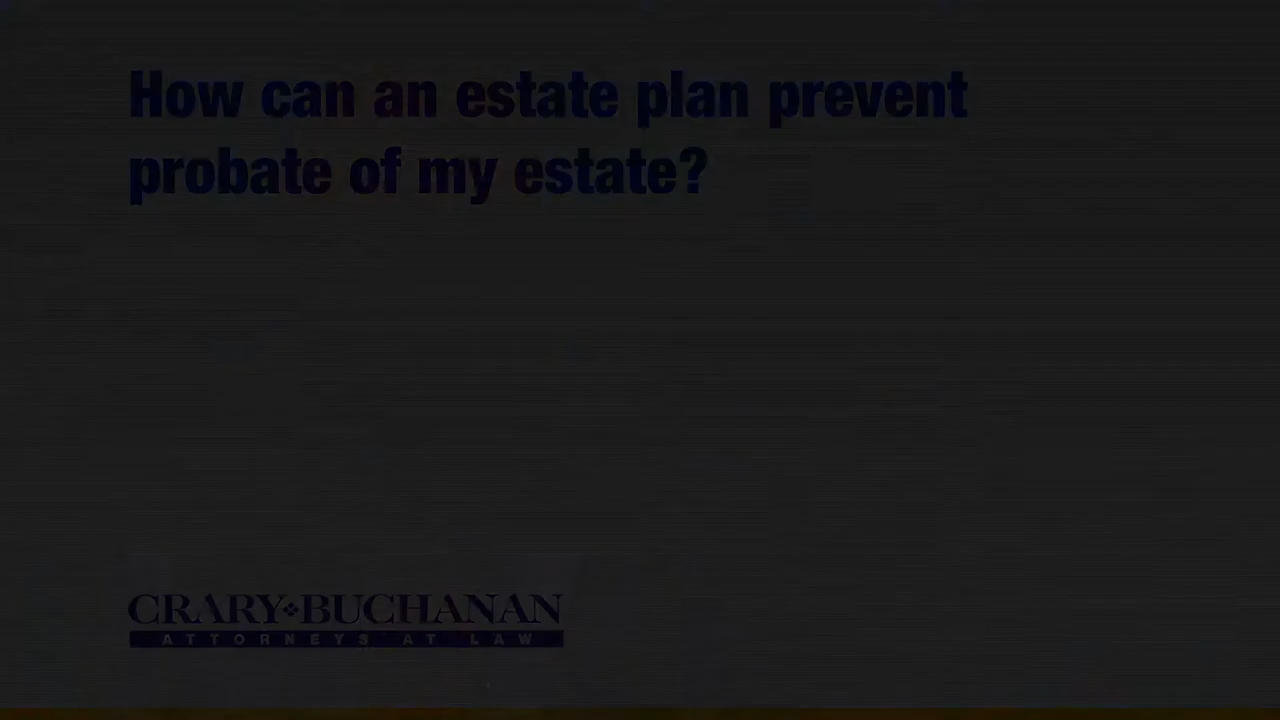 How can an estate plan prevent
probate of my estate?
CRARY❖BUCHANAN
ATTORNEYS AT LAW